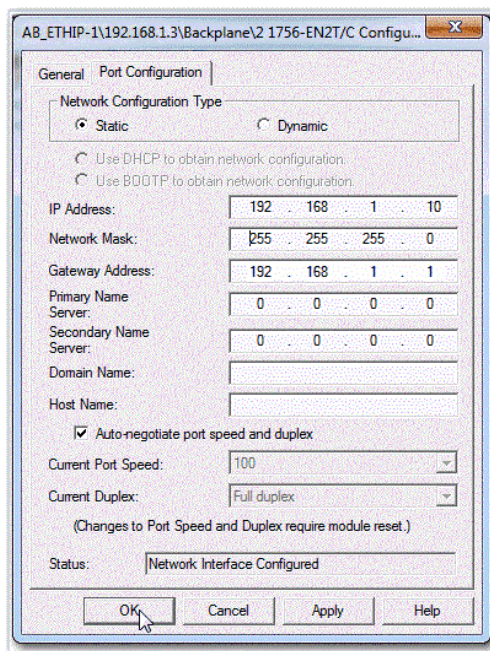 AB_ETHIP-1\192.168.1.3\Backplane\2 1756-EN2T/C Configu...
General Port Configuration
Network Configuration Type
Static Dynamic
Use DHCP to obtain network configuration.
Use BOOTP to obtain network configuration.
IP Address: 192 . 168 . 1 . 10
Network Mask: 255 . 255 . 255 . 0
Gateway Address: 192 . 168 . 1 . 1
Primary Name
Server: 0 . 0 . 0 . 0
Secondary Name
Server: 0 . 0 . 0 . 0
Domain Name:
Host Name:
Auto-negotiate port speed and duplex
Current Port Speed: 100
Current Duplex: Full duplex
(Changes to Port Speed and Duplex require module reset.)
Status: Network Interface Configured
OK Cancel Apply Help